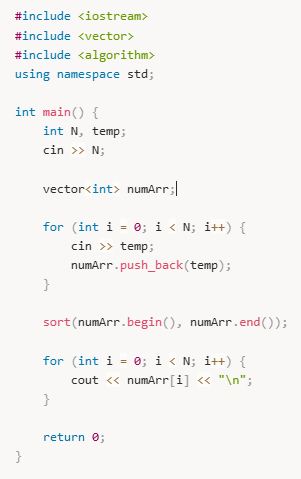 #include <iostream>
#include <vector>
#include <algorithm>
using namespace std;

int main() {
    int N, temp;
    cin >> N;

    vector<int> numArr;

    for (int i = 0; i < N; i++) {
        cin >> temp;
        numArr.push_back(temp);
    }

    sort(numArr.begin(), numArr.end());

    for (int i = 0; i < N; i++) {
        cout << numArr[i] << "\n";
    }

    return 0;
}